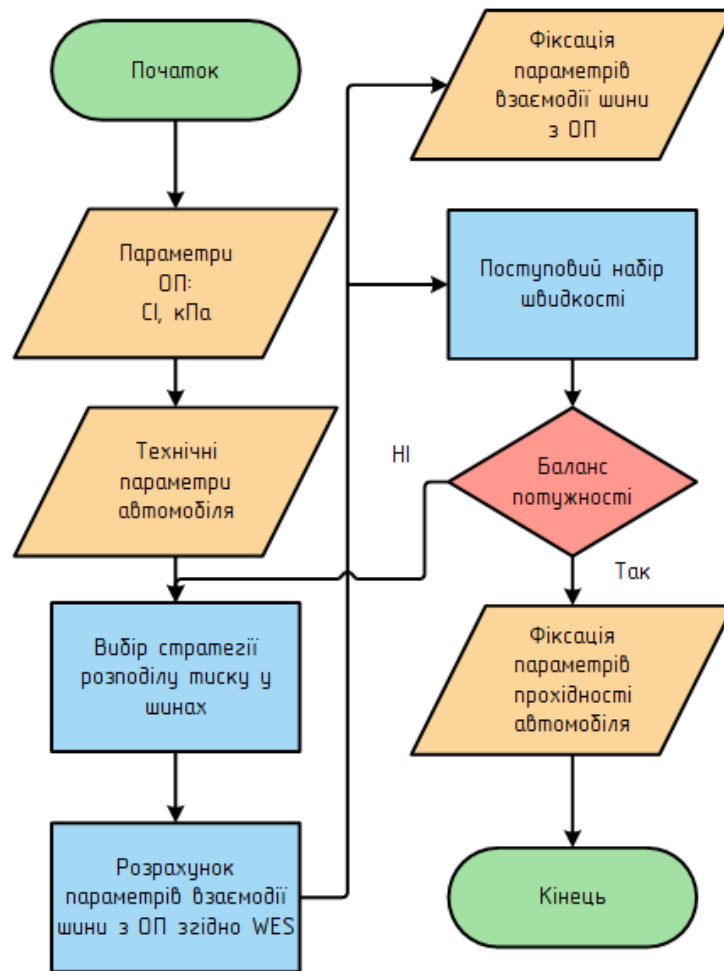 Початок
Параметри
ОП:
СІ, кПа
Технічні
параметри
автомобіля
Вибір стратегії
розподілу тиску у
шинах
Розрахунок
параметрів взаємодії
шини з ОП згідно WES
Фіксація
параметрів
взаємодії шини
з ОП
Поступовий набір
швидкості
НІ
Баланс
потужності
Так
Фіксація
параметрів
прохідності
автомобіля
Кінець